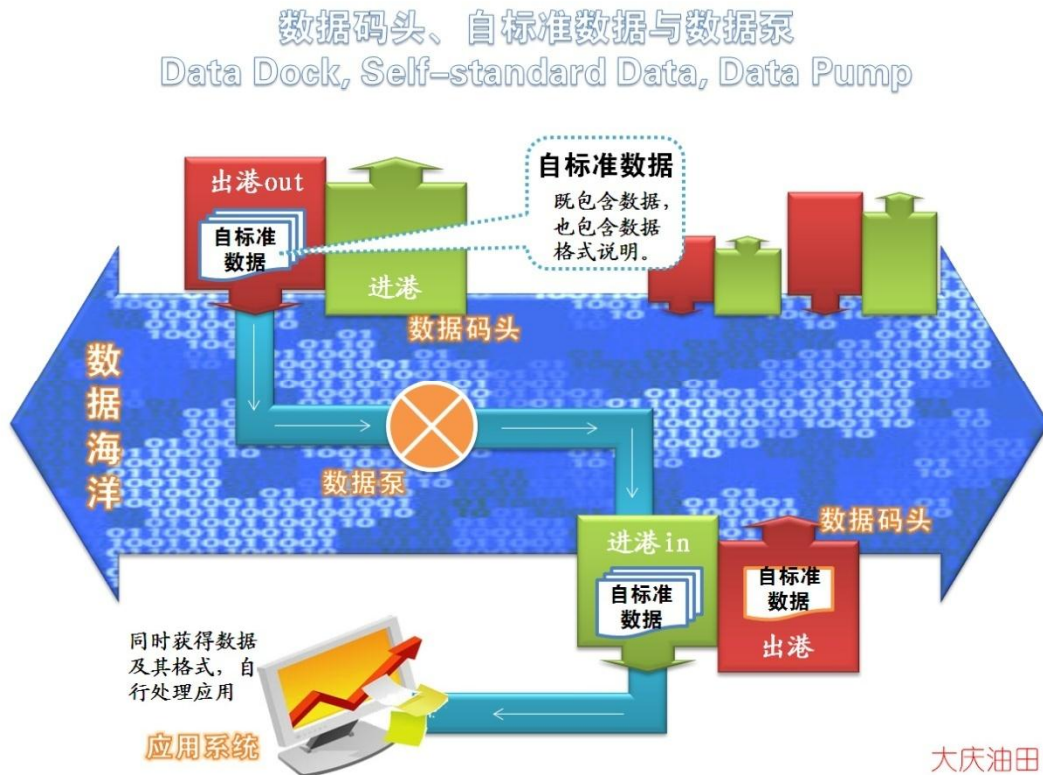 数据码头、自标准数据与数据泵
Data Dock, Self-standard Data, Data Pump
出港out
自标准
数据
进港
自标准数据
既包含数据，
也包含数据
格式说明。
数据码头
数据海洋
数据泵
数据码头
进港in
自标准
数据
自标准
数据
出港
同时获得数据
及其格式，自
行处理应用
应用系统
大庆油田